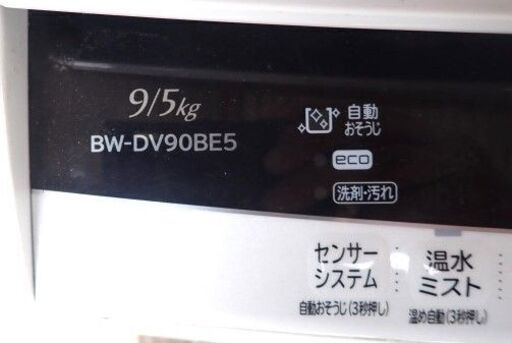 9/5kg
BW-DV90BE5
自動
おそうじ
eco
洗剤・汚れ
センサー
システム
自動おそうじ(3秒押し)
温水
ミスト
温め自動(3秒押し)